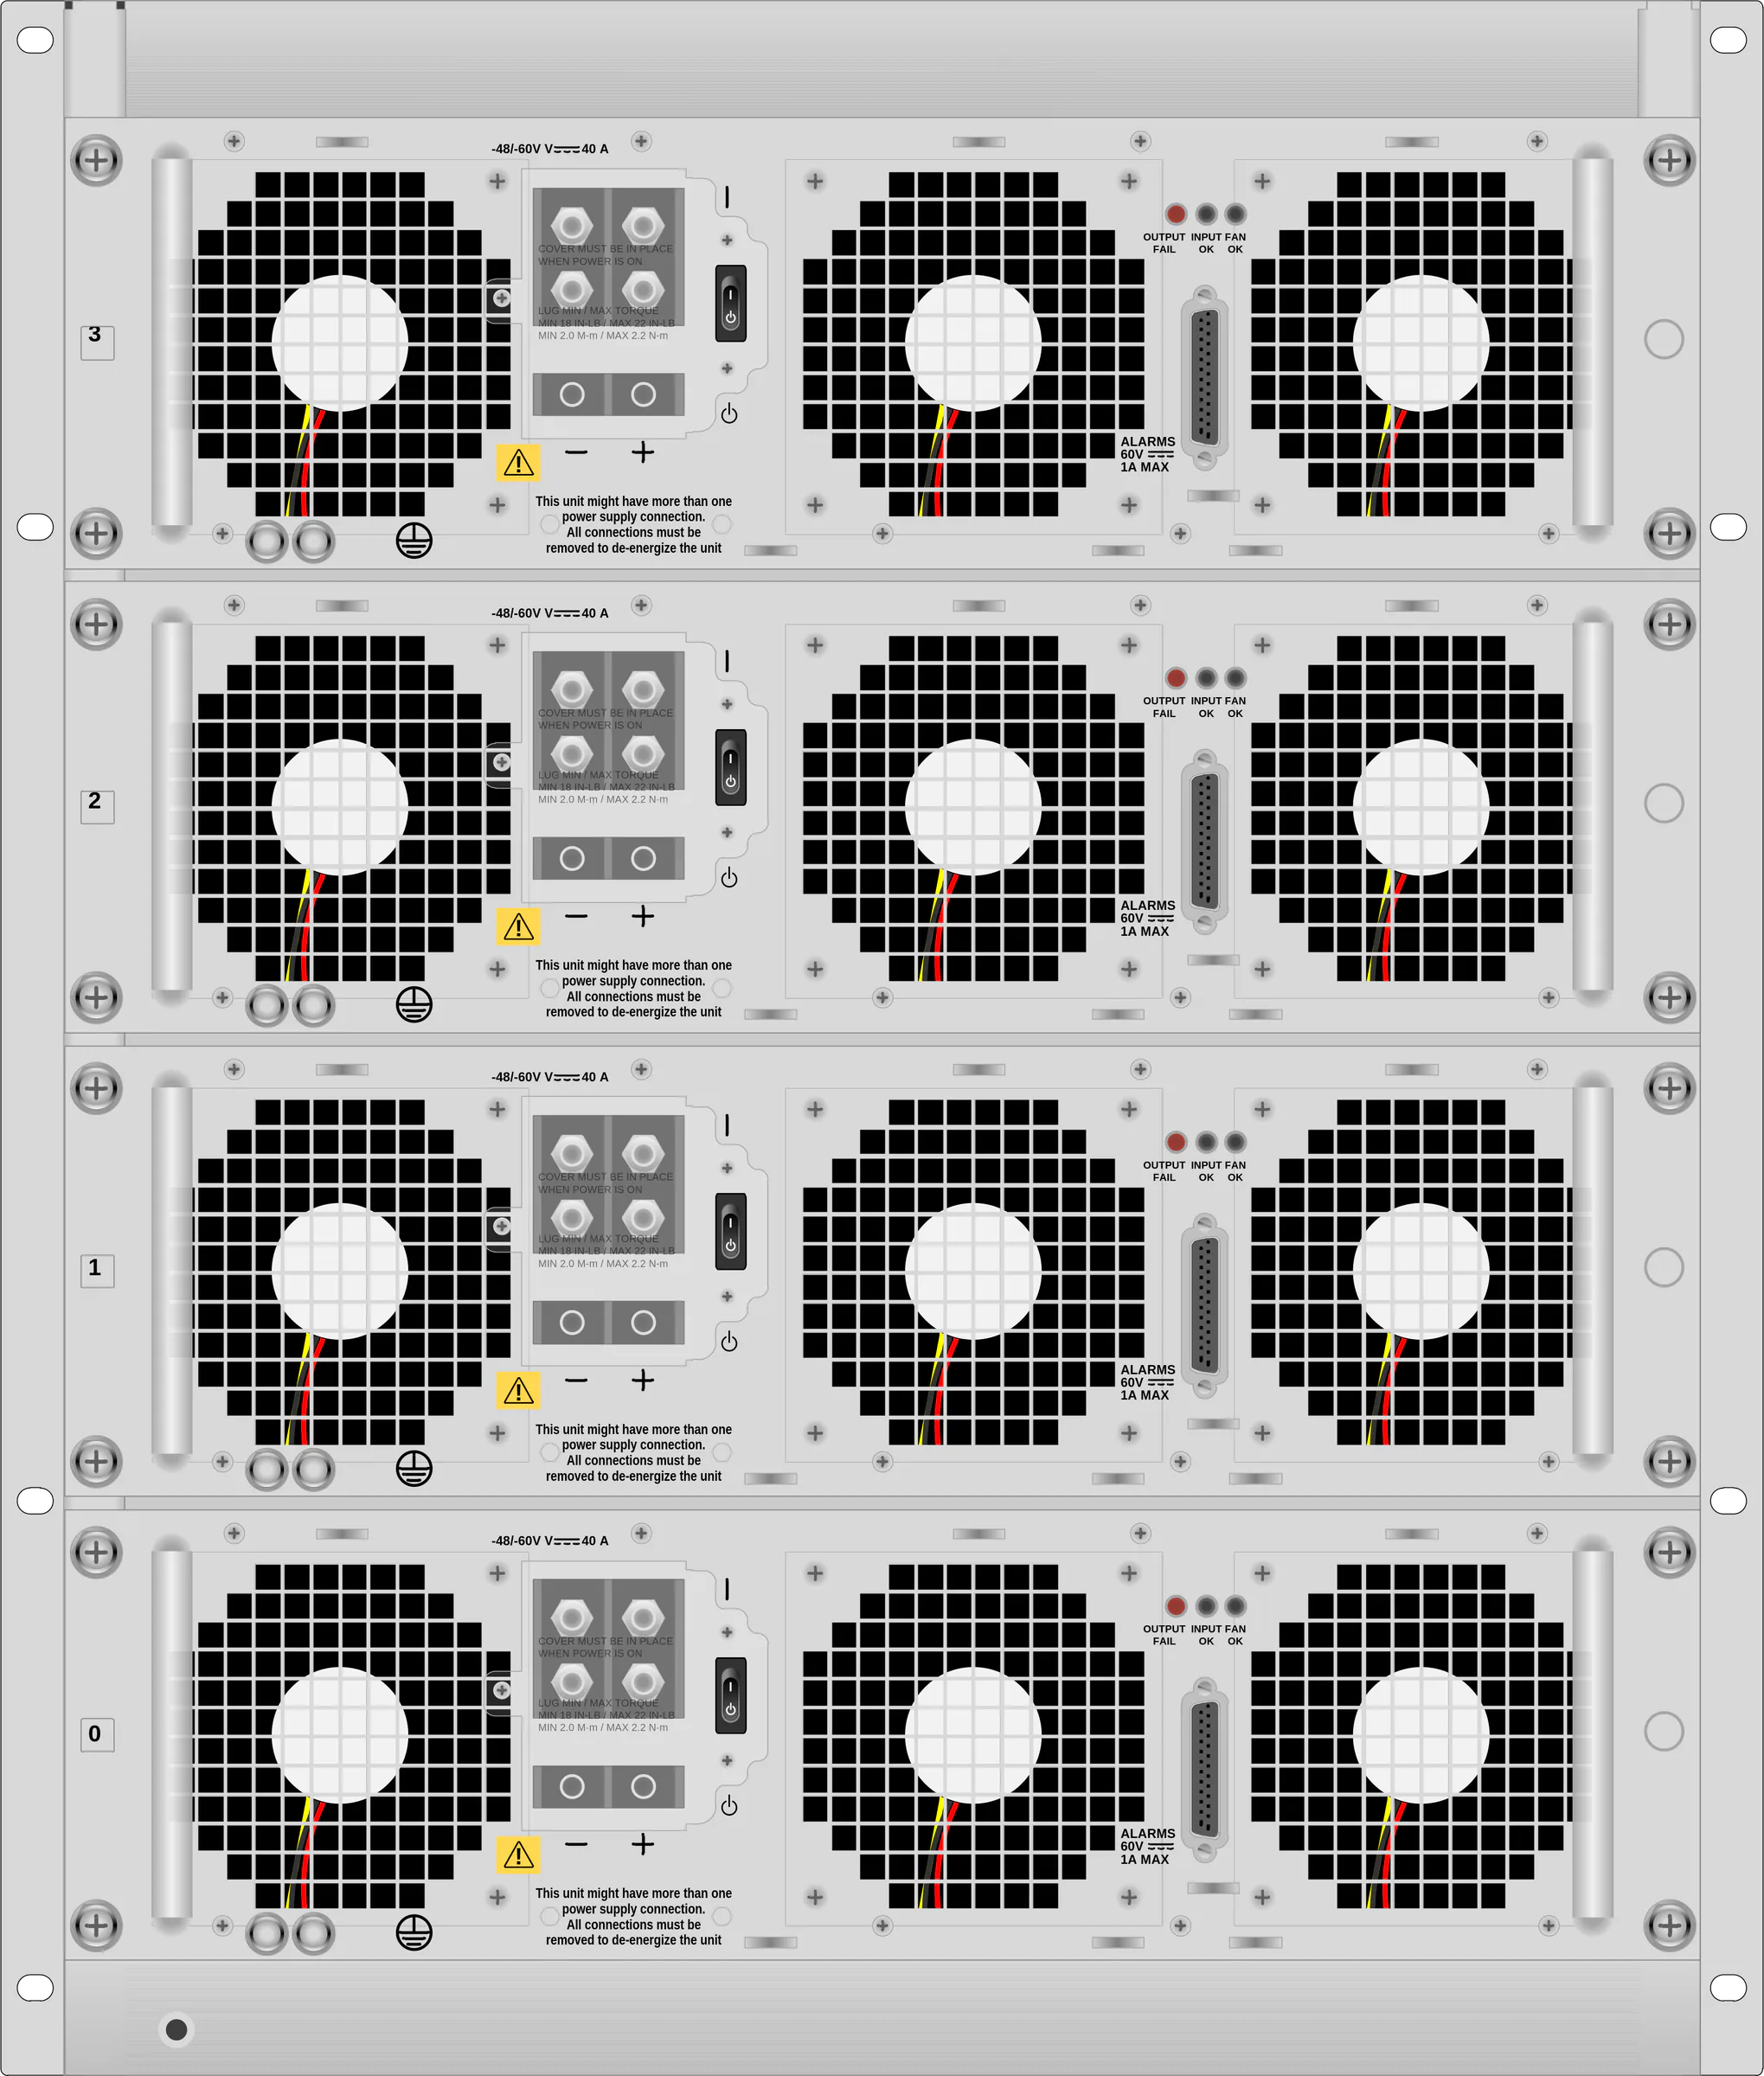 -48/-60V V 40 A
COVER MUST BE IN PLACE
WHEN POWER IS ON
LUG MIN / MAX TORQUE
MIN 18 IN-LB / MAX 22 IN-LB
MIN 2.0 M-m / MAX 2.2 N-m
OUTPUT FAIL
INPUT OK
FAN OK
3
ALARMS
60V
1A MAX
This unit might have more than one
power supply connection.
All connections must be
removed to de-energize the unit
-48/-60V V 40 A
COVER MUST BE IN PLACE
WHEN POWER IS ON
LUG MIN / MAX TORQUE
MIN 18 IN-LB / MAX 22 IN-LB
MIN 2.0 M-m / MAX 2.2 N-m
OUTPUT FAIL
INPUT OK
FAN OK
2
ALARMS
60V
1A MAX
This unit might have more than one
power supply connection.
All connections must be
removed to de-energize the unit
-48/-60V V 40 A
COVER MUST BE IN PLACE
WHEN POWER IS ON
LUG MIN / MAX TORQUE
MIN 18 IN-LB / MAX 22 IN-LB
MIN 2.0 M-m / MAX 2.2 N-m
OUTPUT FAIL
INPUT OK
FAN OK
1
ALARMS
60V
1A MAX
This unit might have more than one
power supply connection.
All connections must be
removed to de-energize the unit
-48/-60V V 40 A
COVER MUST BE IN PLACE
WHEN POWER IS ON
LUG MIN / MAX TORQUE
MIN 18 IN-LB / MAX 22 IN-LB
MIN 2.0 M-m / MAX 2.2 N-m
OUTPUT FAIL
INPUT OK
FAN OK
0
ALARMS
60V
1A MAX
This unit might have more than one
power supply connection.
All connections must be
removed to de-energize the unit